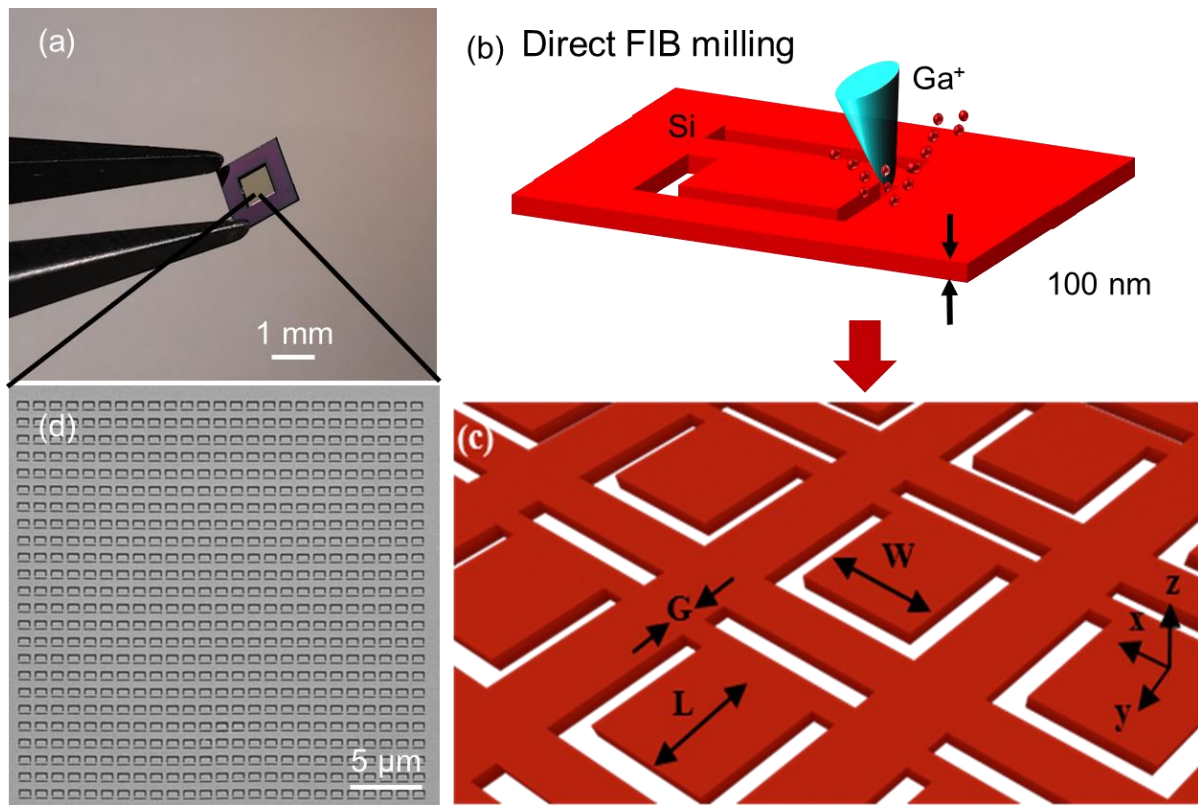 (a)
1 mm
(b) Direct FIB milling
Ga⁺
Si
100 nm
(d)
5 µm
(c)
W
G
L
z
x
y